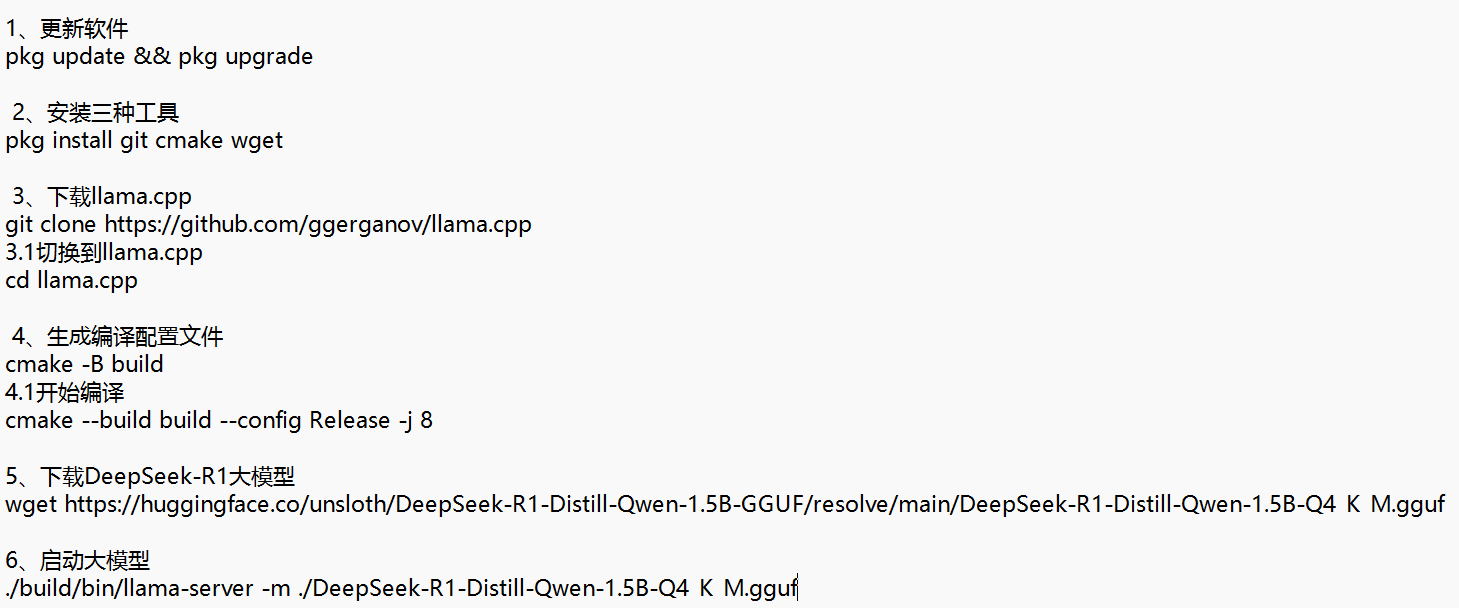 1、更新软件
pkg update && pkg upgrade
2、安装三种工具
pkg install git cmake wget
3、下载llama.cpp
git clone https://github.com/ggerganov/llama.cpp
3.1切换到llama.cpp
cd llama.cpp
4、生成编译配置文件
cmake -B build
4.1开始编译
cmake --build build --config Release -j 8
5、下载DeepSeek-R1大模型
wget https://huggingface.co/unsloth/DeepSeek-R1-Distill-Qwen-1.5B-GGUF/resolve/main/DeepSeek-R1-Distill-Qwen-1.5B-Q4_K_M.gguf
6、启动大模型
./build/bin/llama-server -m ./DeepSeek-R1-Distill-Qwen-1.5B-Q4_K_M.gguf